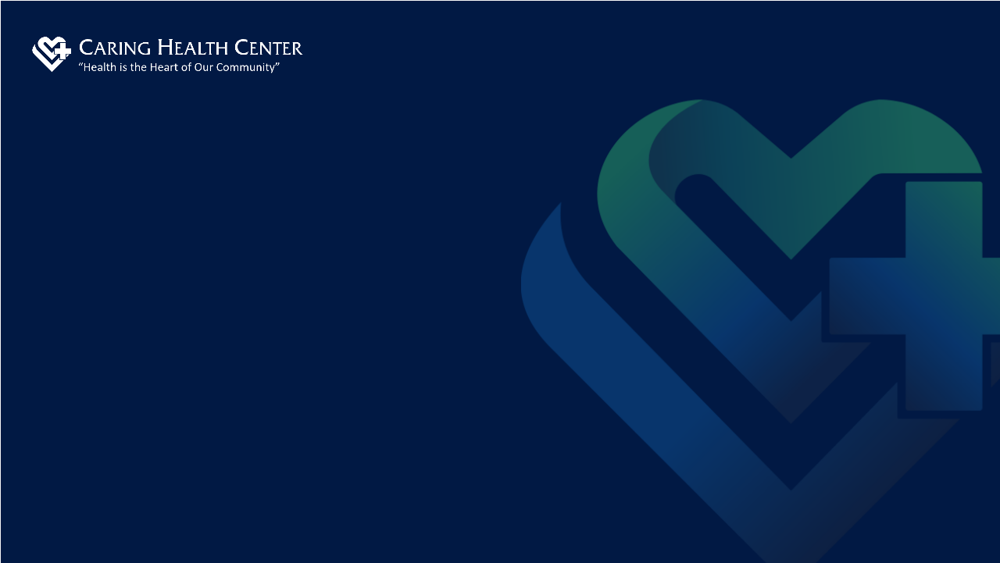 CARING HEALTH CENTER
“Health is the Heart of Our Community”